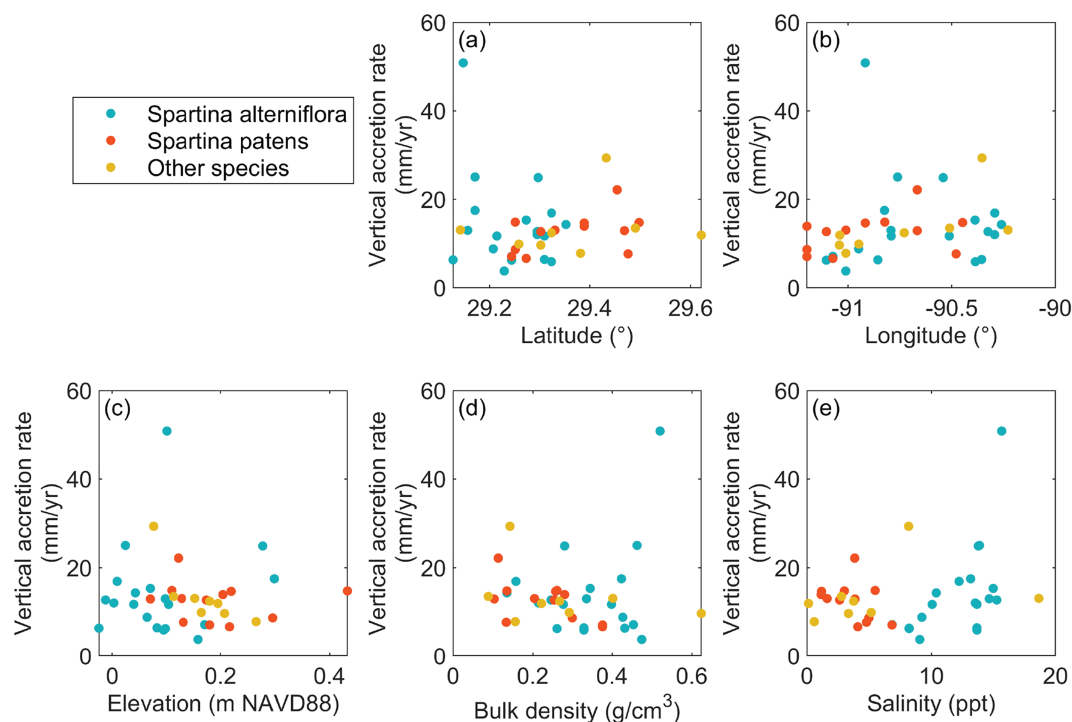 (a)
60
40
20
0
Vertical accretion rate
(mm/yr)
29.2
29.4
29.6
Latitude (°)
(b)
60
40
20
0
Vertical accretion rate
(mm/yr)
-91
-90.5
-90
Longitude (°)
Spartina alterniflora
Spartina patens
Other species
(c)
60
40
20
0
Vertical accretion rate
(mm/yr)
0
0.2
0.4
Elevation (m NAVD88)
(d)
60
40
20
0
Vertical accretion rate
(mm/yr)
0
0.2
0.4
0.6
Bulk density (g/cm³)
(e)
60
40
20
0
Vertical accretion rate
(mm/yr)
0
5
10
15
20
Salinity (ppt)